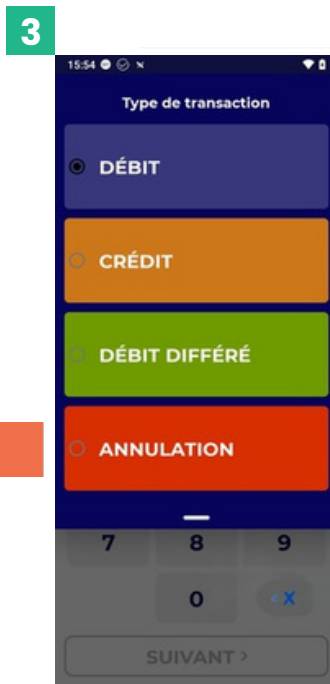 3
15:54
Type de transaction
DÉBIT
CRÉDIT
DÉBIT DIFFÉRÉ
ANNULATION
7 8 9
0 < X
SUIVANT >